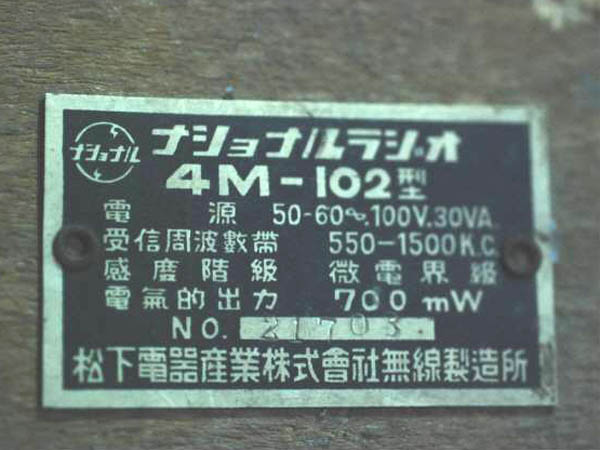 ナショナル
ナショナルラジオ
4M-102型
電源 50-60~.100V.30VA.
受信周波數帶 550-1500K.C.
感度階級 微電界級
電氣的出力 700mW
NO. 21703.
松下電器産業株式會社無線製造所